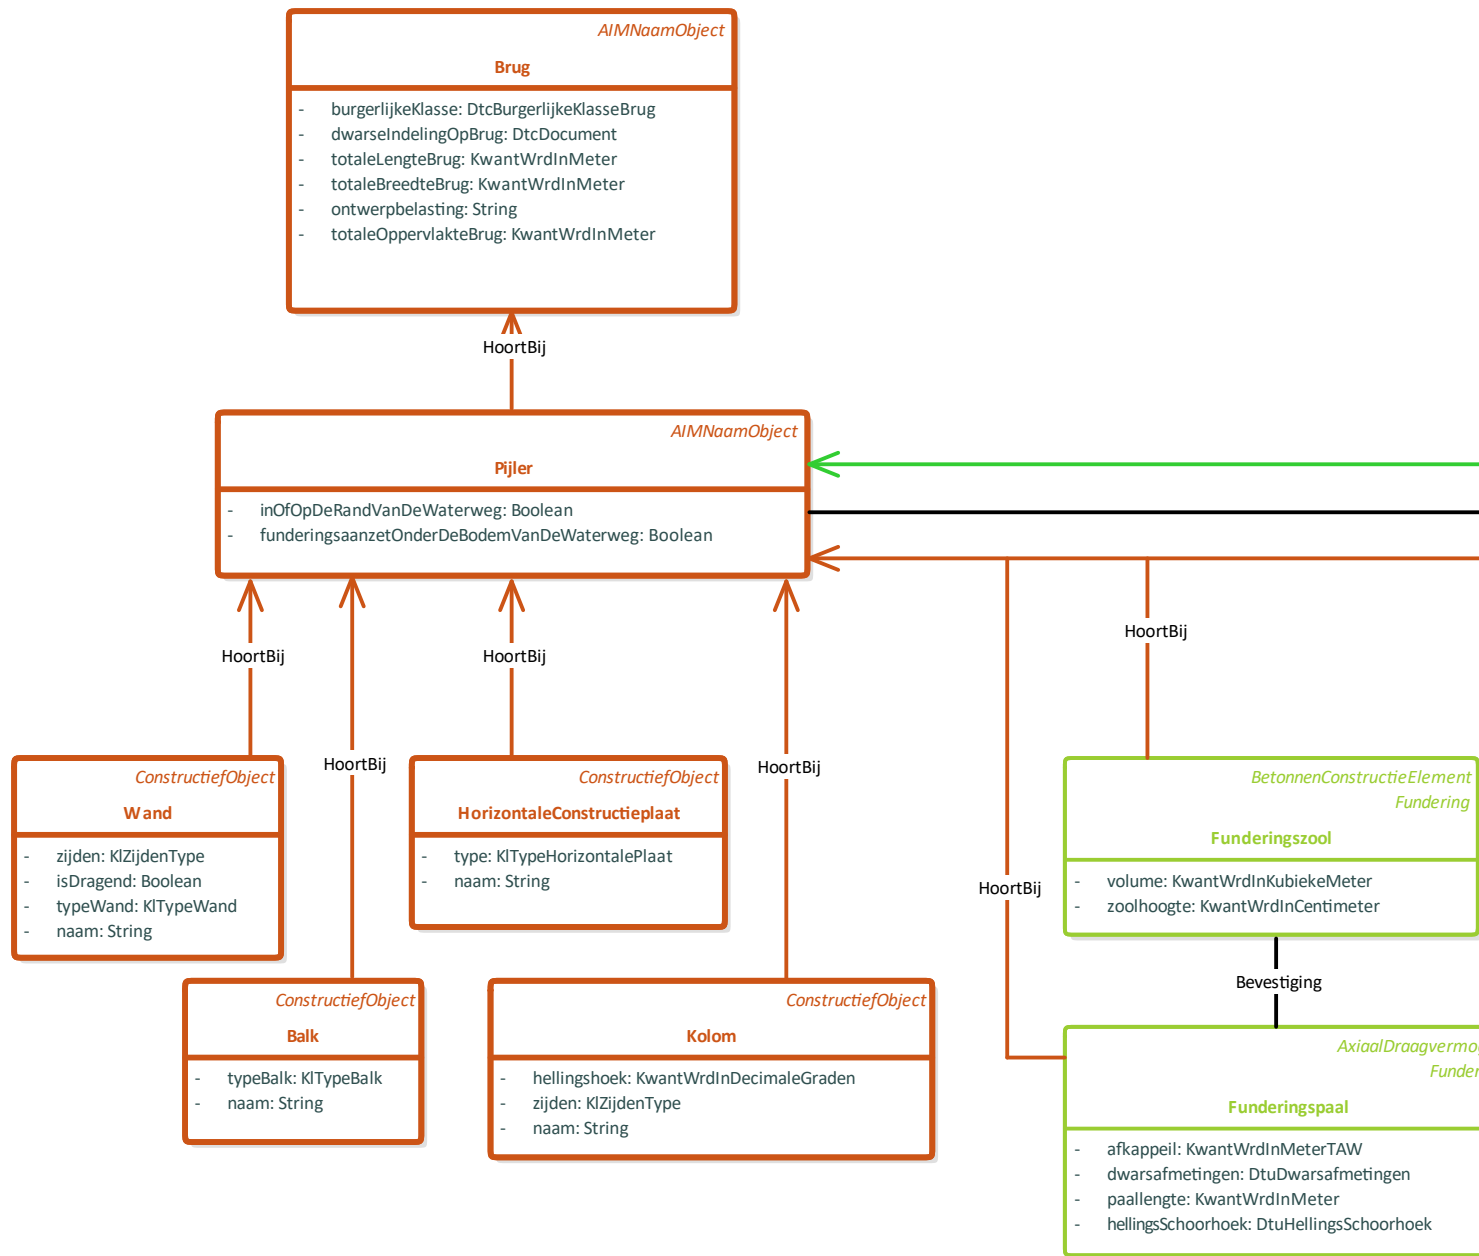 AIMNaamObject
Brug
- burgerlijkeKlasse: DtcBurgerlijkeKlasseBrug
- dwarseIndelingOpBrug: DtcDocument
- totaleLengteBrug: KwantWrdInMeter
- totaleBreedteBrug: KwantWrdInMeter
- ontwerpbelasting: String
- totaleOppervlakteBrug: KwantWrdInMeter
HoortBij
AIMNaamObject
Pijler
- inOfOpDeRandVanDeWaterweg: Boolean
- funderingsaanzetOnderDeBodemVanDeWaterweg: Boolean
HoortBij
HoortBij
HoortBij
HoortBij
HoortBij
HoortBij
ConstructiefObject
Wand
- zijden: KlZijdenType
- isDragend: Boolean
- typeWand: KlTypeWand
- naam: String
ConstructiefObject
HorizontaleConstructieplaat
- type: KlTypeHorizontalePlaat
- naam: String
BetonnenConstructieElement
Fundering
Funderingszool
- volume: KwantWrdInKubiekeMeter
- zoolhoogte: KwantWrdInCentimeter
Bevestiging
ConstructiefObject
Balk
- typeBalk: KlTypeBalk
- naam: String
ConstructiefObject
Kolom
- hellingshoek: KwantWrdInDecimaleGraden
- zijden: KlZijdenType
- naam: String
AxiaalDraagvermog
Funder
Funderingspaal
- afkappeil: KwantWrdInMeterTAW
- dwarsafmetingen: DtuDwarsafmetingen
- paallengte: KwantWrdInMeter
- hellingsSchoorhoek: DtuHellingsSchoorhoek